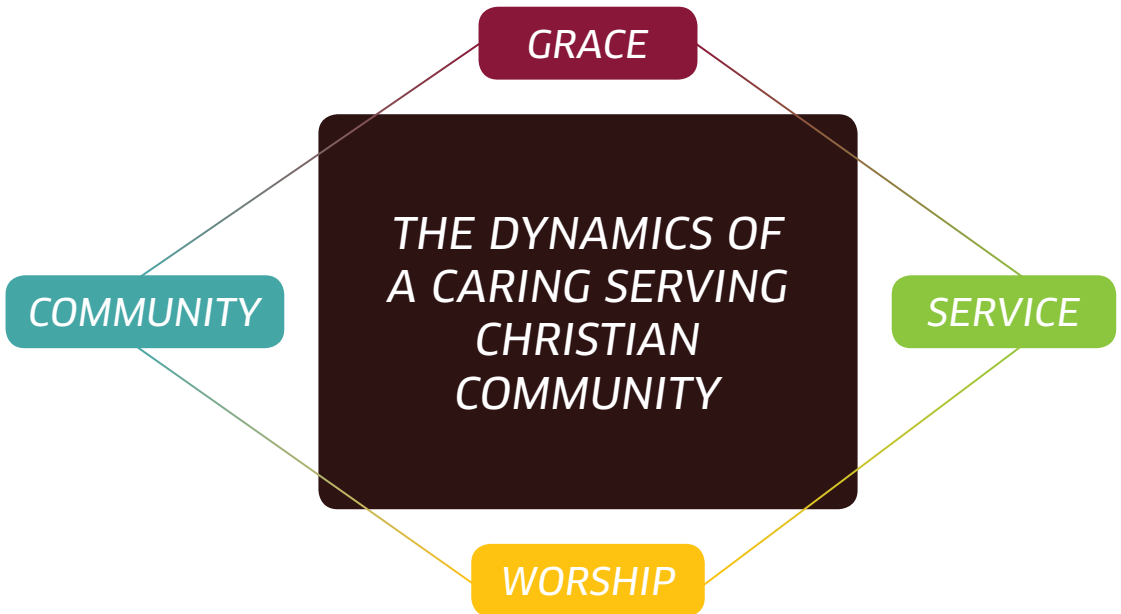 GRACE
THE DYNAMICS OF
A CARING SERVING
CHRISTIAN
COMMUNITY
COMMUNITY
SERVICE
WORSHIP